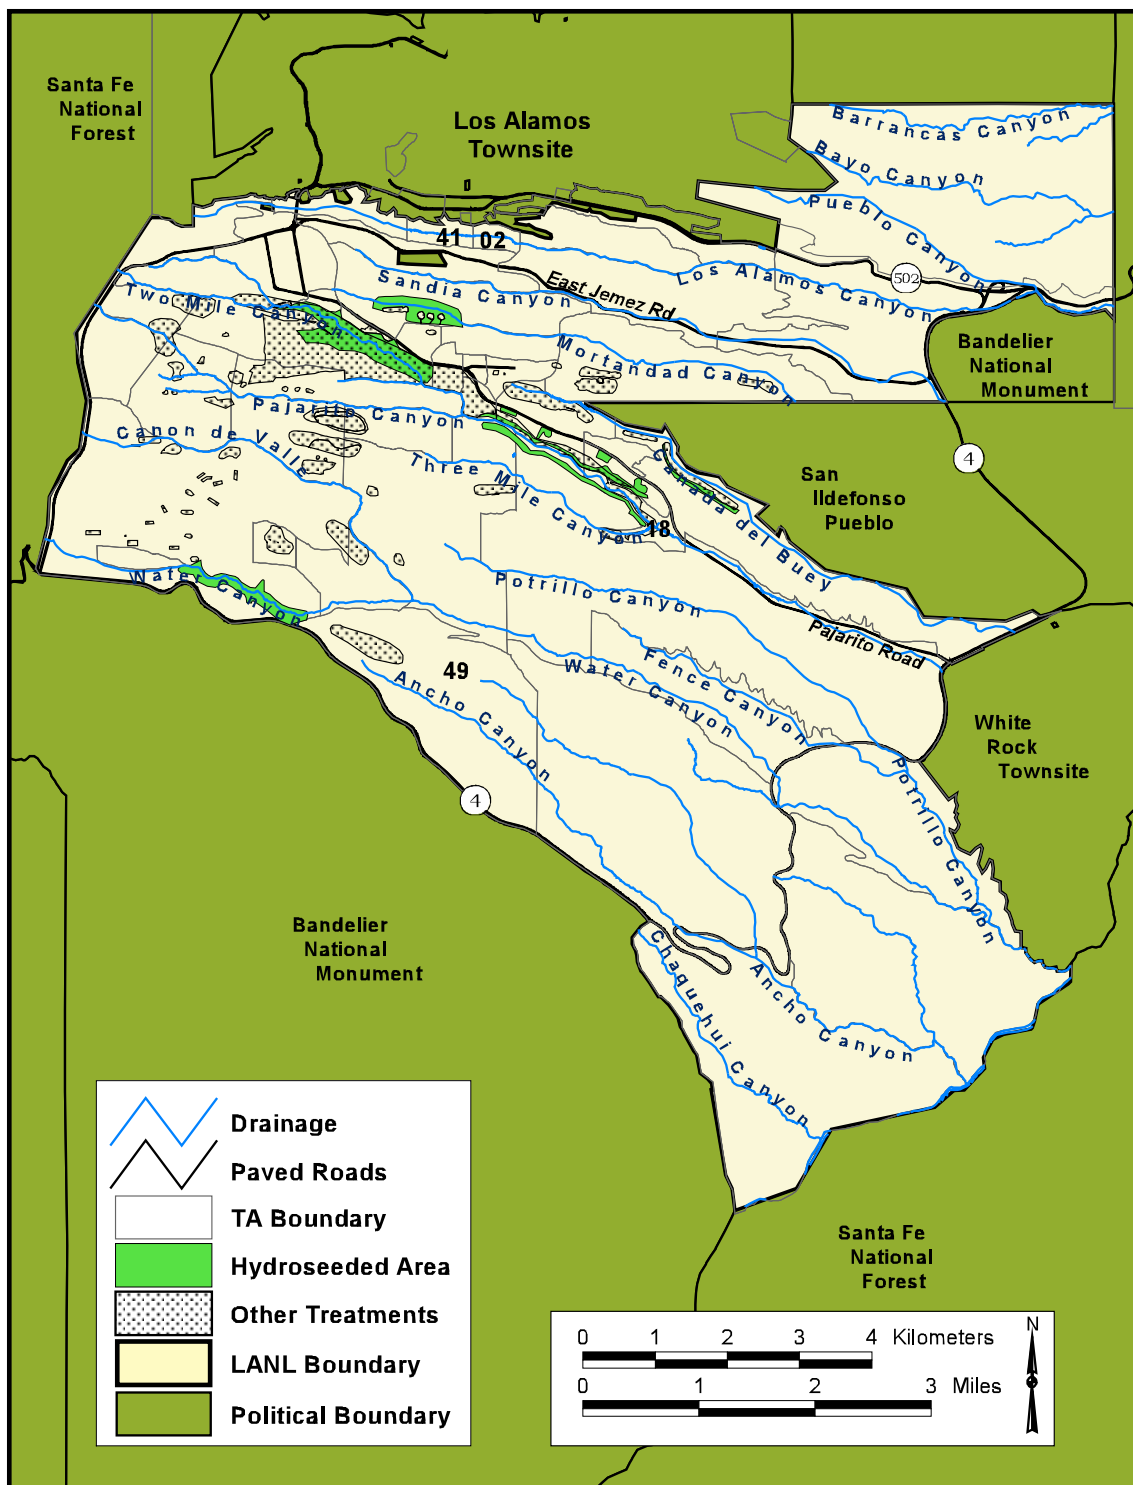 Santa Fe
National
Forest
Los Alamos
Townsite
Barrancas Canyon
Bayo Canyon
Pueblo Canyon
41 02
502
Los Alamos Canyon
East Jemez Rd
Sandia Canyon
Two Mile Canyon
Mortandad Canyon
Bandelier
National
Monument
Pajarito Canyon
Canon de Valle
Three Mile Canyon
4
San
Ildefonso
Pueblo
Canada del Buey
18
Water Canyon
Potrillo Canyon
Pajarito Road
49
Fence Canyon
Water Canyon
Ancho Canyon
White
Rock
Townsite
Potrillo Canyon
4
Bandelier
National
Monument
Chaquehui Canyon
Ancho Canyon
Drainage
Paved Roads
TA Boundary
Hydroseeded Area
Other Treatments
LANL Boundary
Political Boundary
Santa Fe
National
Forest
0 1 2 3 4 Kilometers
0 1 2 3 Miles
N